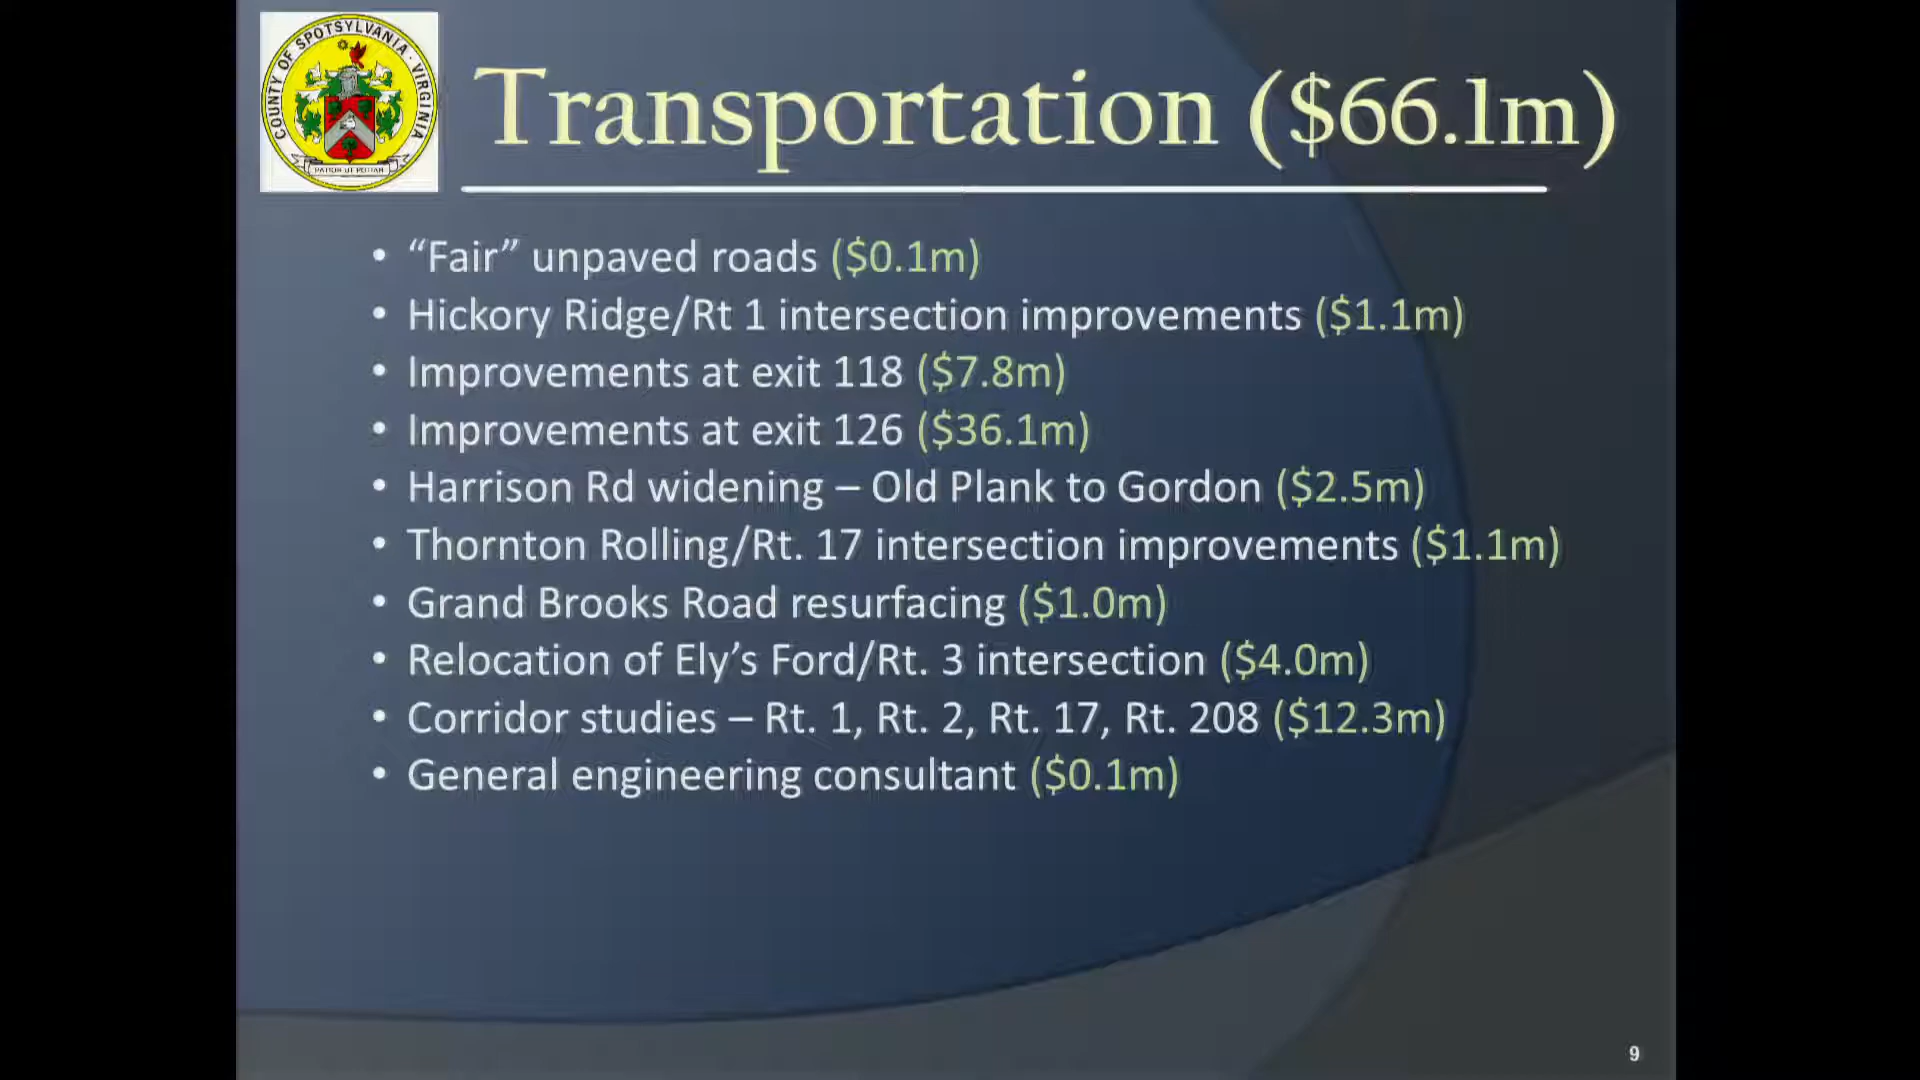 COUNTY OF SPOTSYLVANIA · VIRGINIA
Transportation ($66.1m)
• “Fair” unpaved roads ($0.1m)
• Hickory Ridge/Rt 1 intersection improvements ($1.1m)
• Improvements at exit 118 ($7.8m)
• Improvements at exit 126 ($36.1m)
• Harrison Rd widening – Old Plank to Gordon ($2.5m)
• Thornton Rolling/Rt. 17 intersection improvements ($1.1m)
• Grand Brooks Road resurfacing ($1.0m)
• Relocation of Ely’s Ford/Rt. 3 intersection ($4.0m)
• Corridor studies – Rt. 1, Rt. 2, Rt. 17, Rt. 208 ($12.3m)
• General engineering consultant ($0.1m)
9